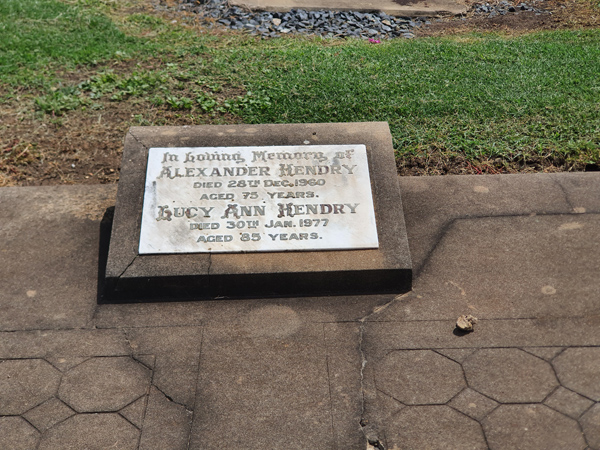 In Loving Memory of
ALEXANDER HENDRY
DIED 28TH DEC. 1960
AGED 75 YEARS.
LUCY ANN HENDRY
DIED 30TH JAN. 1977
AGED 85 YEARS.